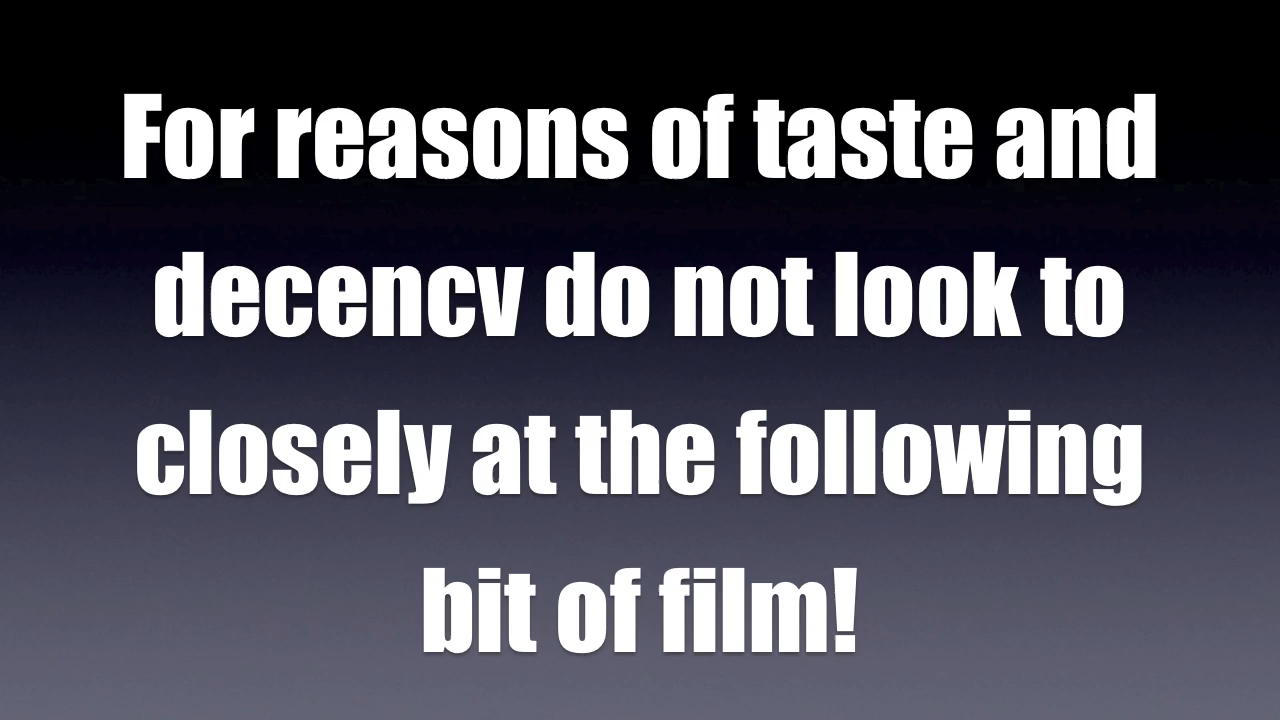 For reasons of taste and
decencv do not look to
closely at the following
bit of film!